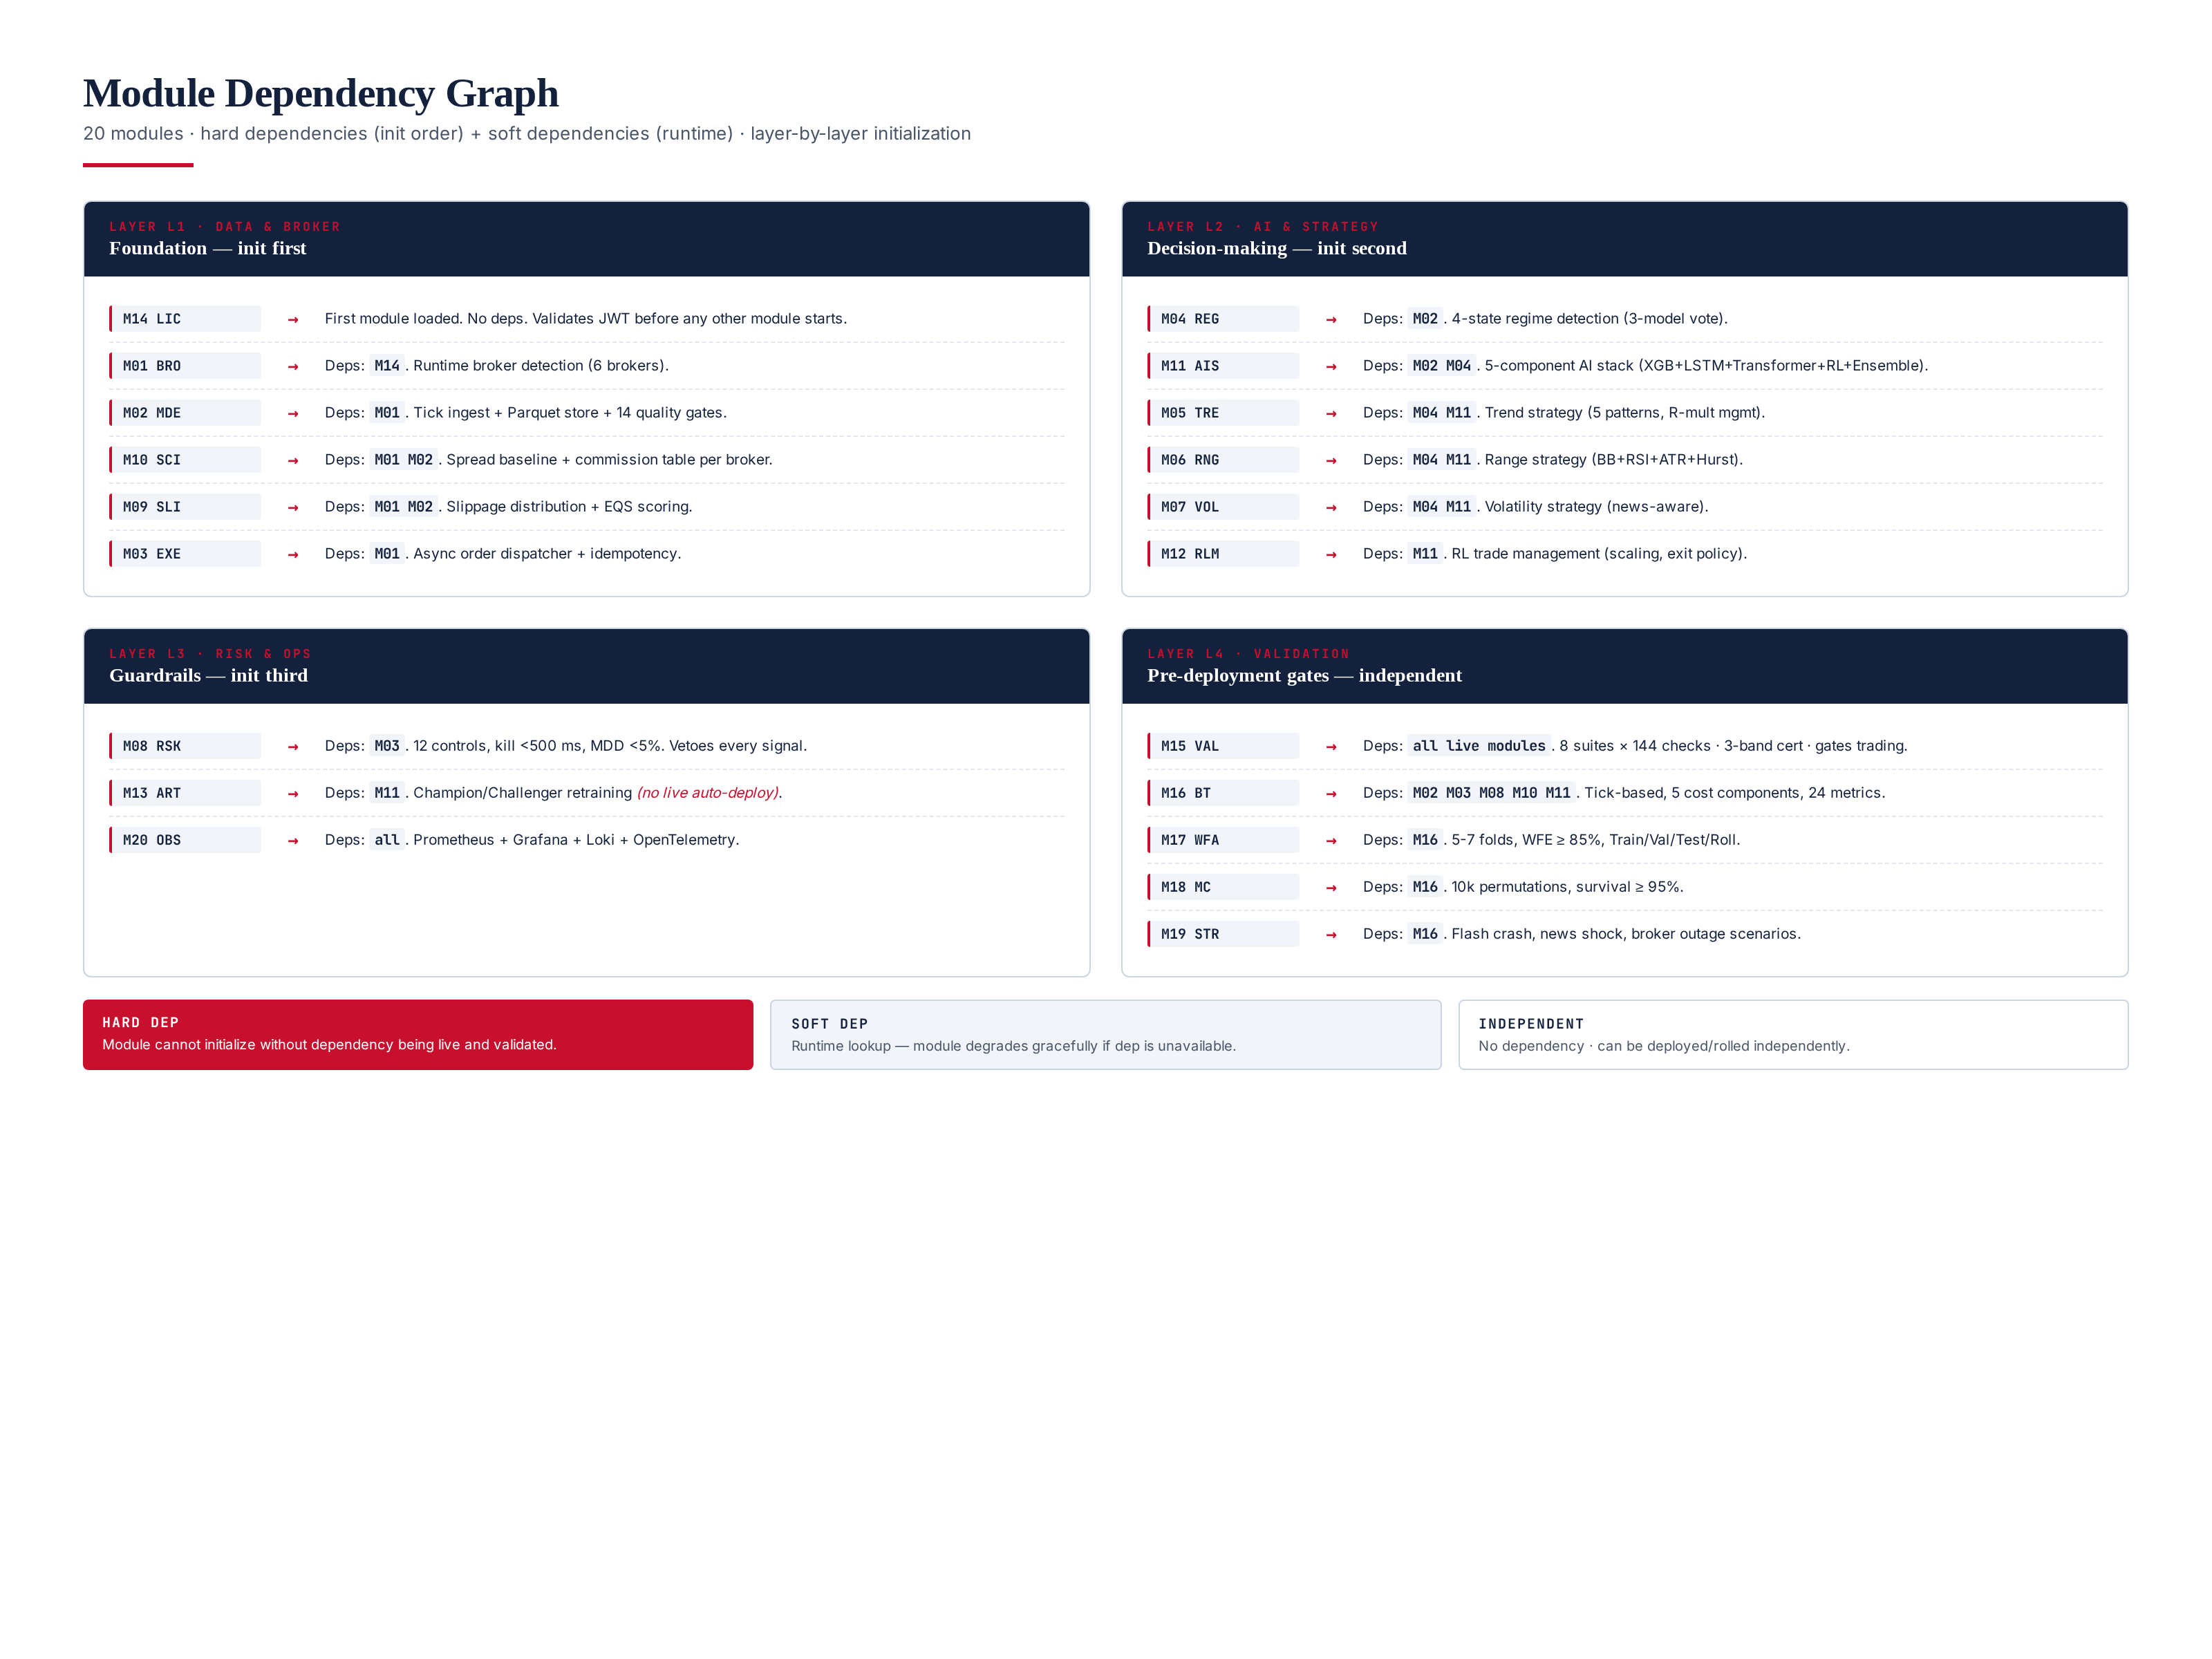 Module Dependency Graph
20 modules · hard dependencies (init order) + soft dependencies (runtime) · layer-by-layer initialization
LAYER L1 · DATA & BROKER
Foundation — init first
M14 LIC → First module loaded. No deps. Validates JWT before any other module starts.
M01 BRO → Deps: M14 . Runtime broker detection (6 brokers).
M02 MDE → Deps: M01 . Tick ingest + Parquet store + 14 quality gates.
M10 SCI → Deps: M01 M02 . Spread baseline + commission table per broker.
M09 SLI → Deps: M01 M02 . Slippage distribution + EQS scoring.
M03 EXE → Deps: M01 . Async order dispatcher + idempotency.
LAYER L2 · AI & STRATEGY
Decision-making — init second
M04 REG → Deps: M02 . 4-state regime detection (3-model vote).
M11 AIS → Deps: M02 M04 . 5-component AI stack (XGB+LSTM+Transformer+RL+Ensemble).
M05 TRE → Deps: M04 M11 . Trend strategy (5 patterns, R-mult mgmt).
M06 RNG → Deps: M04 M11 . Range strategy (BB+RSI+ATR+Hurst).
M07 VOL → Deps: M04 M11 . Volatility strategy (news-aware).
M12 RLM → Deps: M11 . RL trade management (scaling, exit policy).
LAYER L3 · RISK & OPS
Guardrails — init third
M08 RSK → Deps: M03 . 12 controls, kill <500 ms, MDD <5%. Vetoes every signal.
M13 ART → Deps: M11 . Champion/Challenger retraining (no live auto-deploy).
M20 OBS → Deps: all . Prometheus + Grafana + Loki + OpenTelemetry.
LAYER L4 · VALIDATION
Pre-deployment gates — independent
M15 VAL → Deps: all live modules . 8 suites × 144 checks · 3-band cert · gates trading.
M16 BT → Deps: M02 M03 M08 M10 M11 . Tick-based, 5 cost components, 24 metrics.
M17 WFA → Deps: M16 . 5-7 folds, WFE ≥ 85%, Train/Val/Test/Roll.
M18 MC → Deps: M16 . 10k permutations, survival ≥ 95%.
M19 STR → Deps: M16 . Flash crash, news shock, broker outage scenarios.
HARD DEP
Module cannot initialize without dependency being live and validated.
SOFT DEP
Runtime lookup — module degrades gracefully if dep is unavailable.
INDEPENDENT
No dependency · can be deployed/rolled independently.